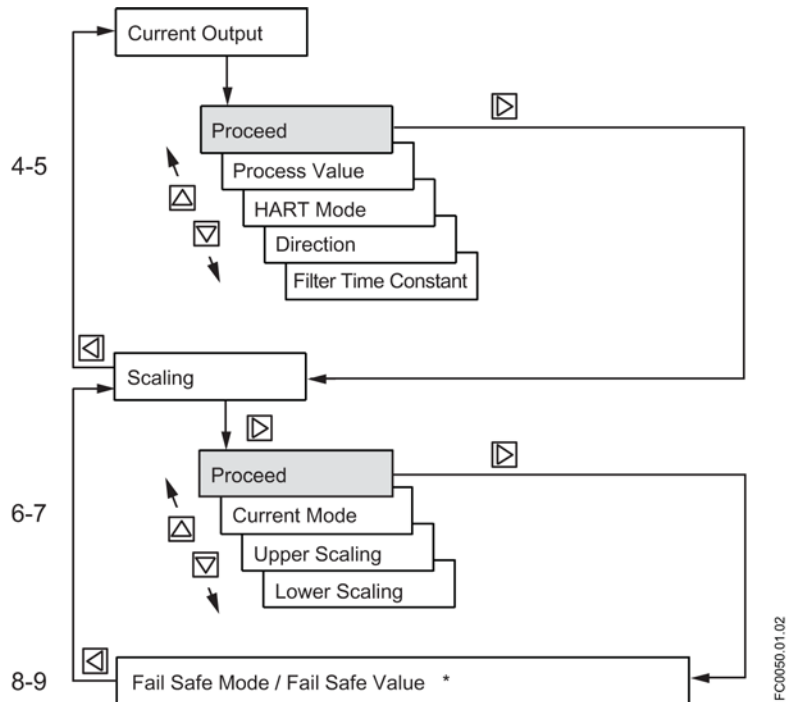 Current Output
Proceed
4-5
Process Value
HART Mode
Direction
Filter Time Constant
Scaling
Proceed
6-7
Current Mode
Upper Scaling
Lower Scaling
8-9
Fail Safe Mode / Fail Safe Value *
FC0050.01.02